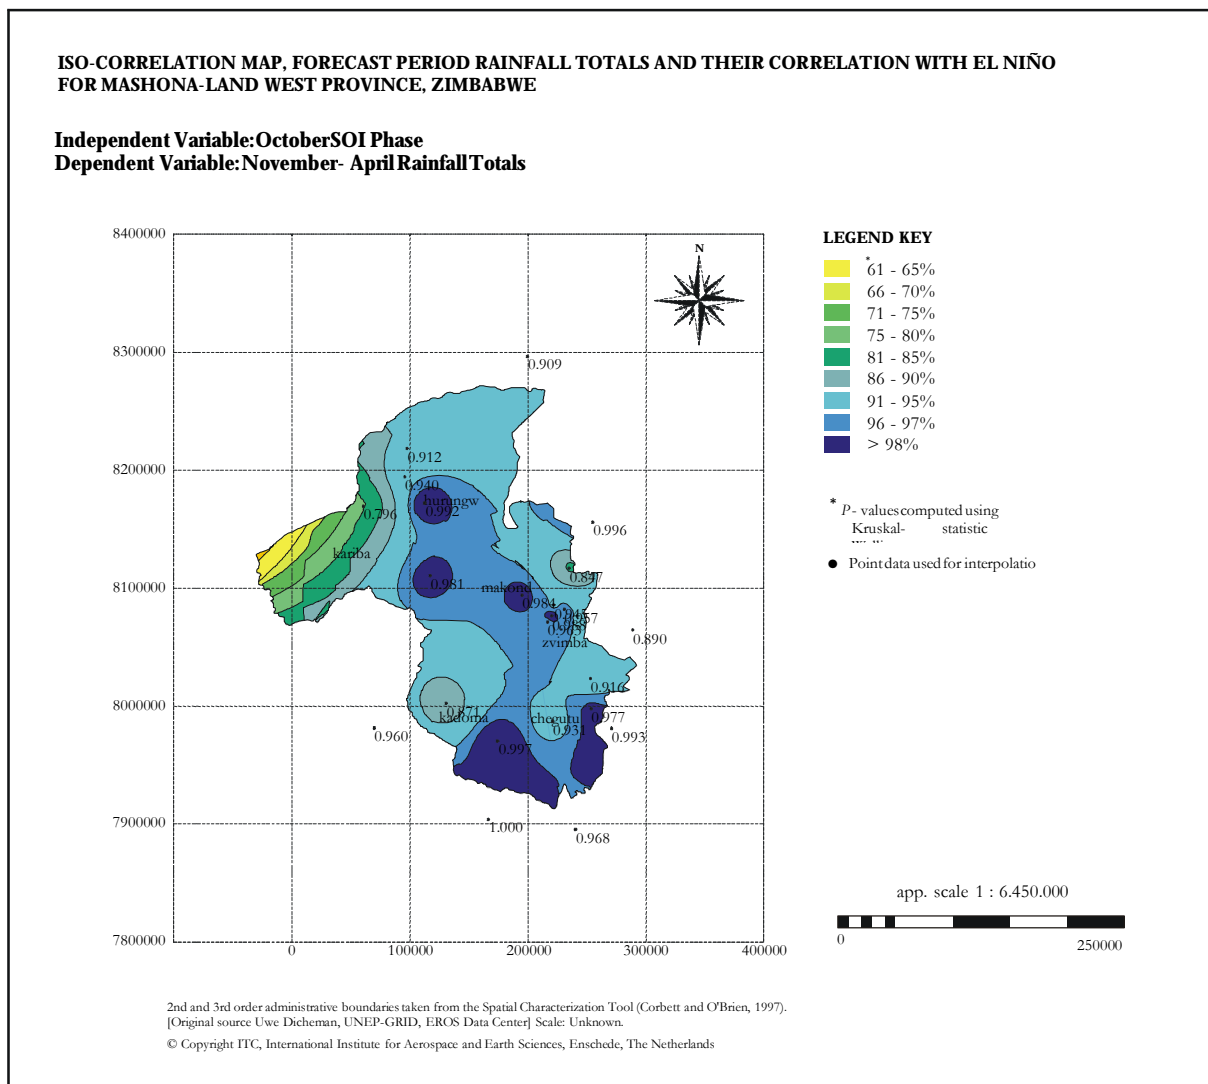 ISO-CORRELATION MAP, FORECAST PERIOD RAINFALL TOTALS AND THEIR CORRELATION WITH EL NIÑO
FOR MASHONA-LAND WEST PROVINCE, ZIMBABWE
Independent Variable: October SOI Phase
Dependent Variable: November- April Rainfall Totals
8400000
8300000
8200000
8100000
8000000
7900000
7800000
0
100000
200000
300000
400000
N
0.909
0.912
0.940
hurungw
0.992
0.796
kariba
0.996
0.847
0.981
makond
0.984
0.963
zvimba
0.890
0.916
0.871
kadoma
chegutu
0.977
0.931
0.993
0.960
0.997
1.000
0.968
LEGEND KEY
* 61 - 65%
66 - 70%
71 - 75%
75 - 80%
81 - 85%
86 - 90%
91 - 95%
96 - 97%
> 98%
* P- values computed using
Kruskal- statistic
Point data used for interpolatio
app. scale 1 : 6.450.000
0
250000
2nd and 3rd order administrative boundaries taken from the Spatial Characterization Tool (Corbett and O'Brien, 1997).
[Original source Uwe Dicheman, UNEP-GRID, EROS Data Center] Scale: Unknown.
© Copyright ITC, International Institute for Aerospace and Earth Sciences, Enschede, The Netherlands